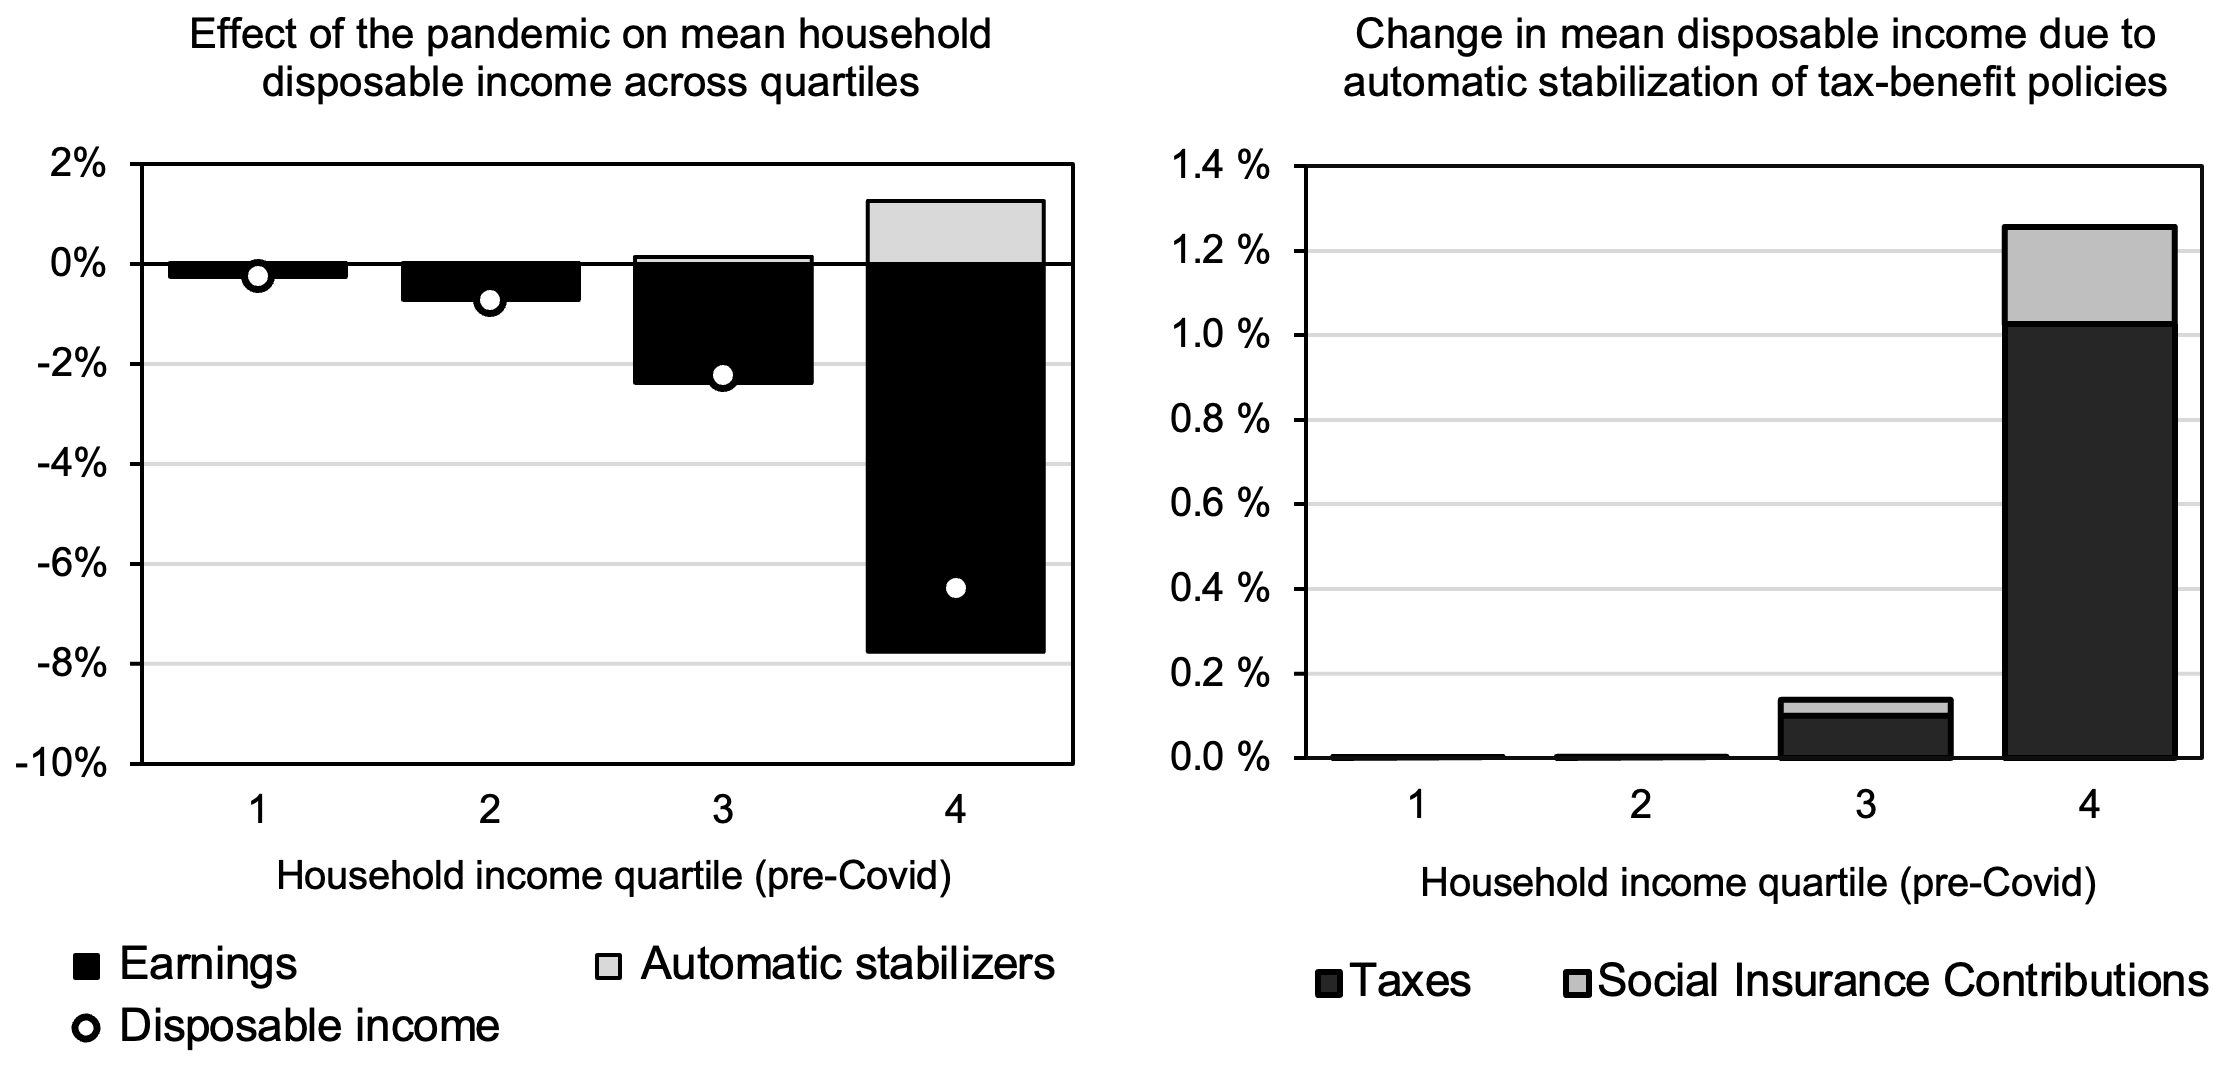 Effect of the pandemic on mean household
disposable income across quartiles
2%
0%
-2%
-4%
-6%
-8%
-10%
1 2 3 4
Household income quartile (pre-Covid)
Earnings Automatic stabilizers
Disposable income
Change in mean disposable income due to
automatic stabilization of tax-benefit policies
1.4 %
1.2 %
1.0 %
0.8 %
0.6 %
0.4 %
0.2 %
0.0 %
1 2 3 4
Household income quartile (pre-Covid)
Taxes Social Insurance Contributions